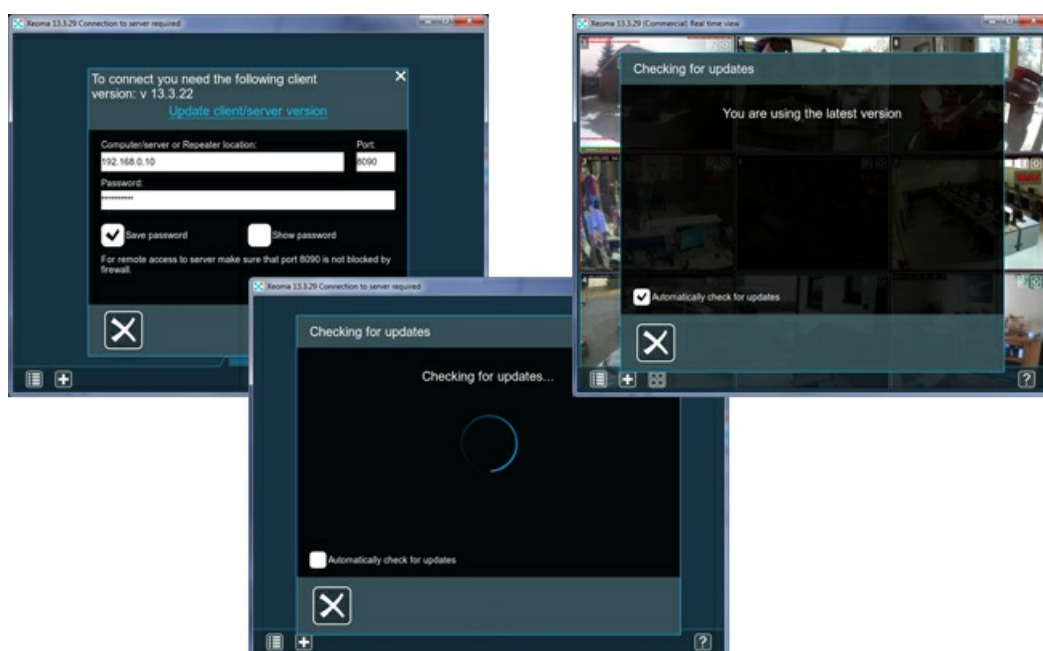 Xeoma 13.3.29 Connection to server required
To connect you need the following client
version: v 13.3.22
Update client/server version
Computer/server or Repeater location:
Port:
192.168.0.10
8090
Password:
**********
Save password
Show password
For remote access to server make sure that port 8090 is not blocked by
firewall.
Xeoma 13.3.29 (Commercial) Real time view
Checking for updates
You are using the latest version
Automatically check for updates
?
Xeoma 13.3.29 Connection to server required
Checking for updates
Checking for updates...
Automatically check for updates
?